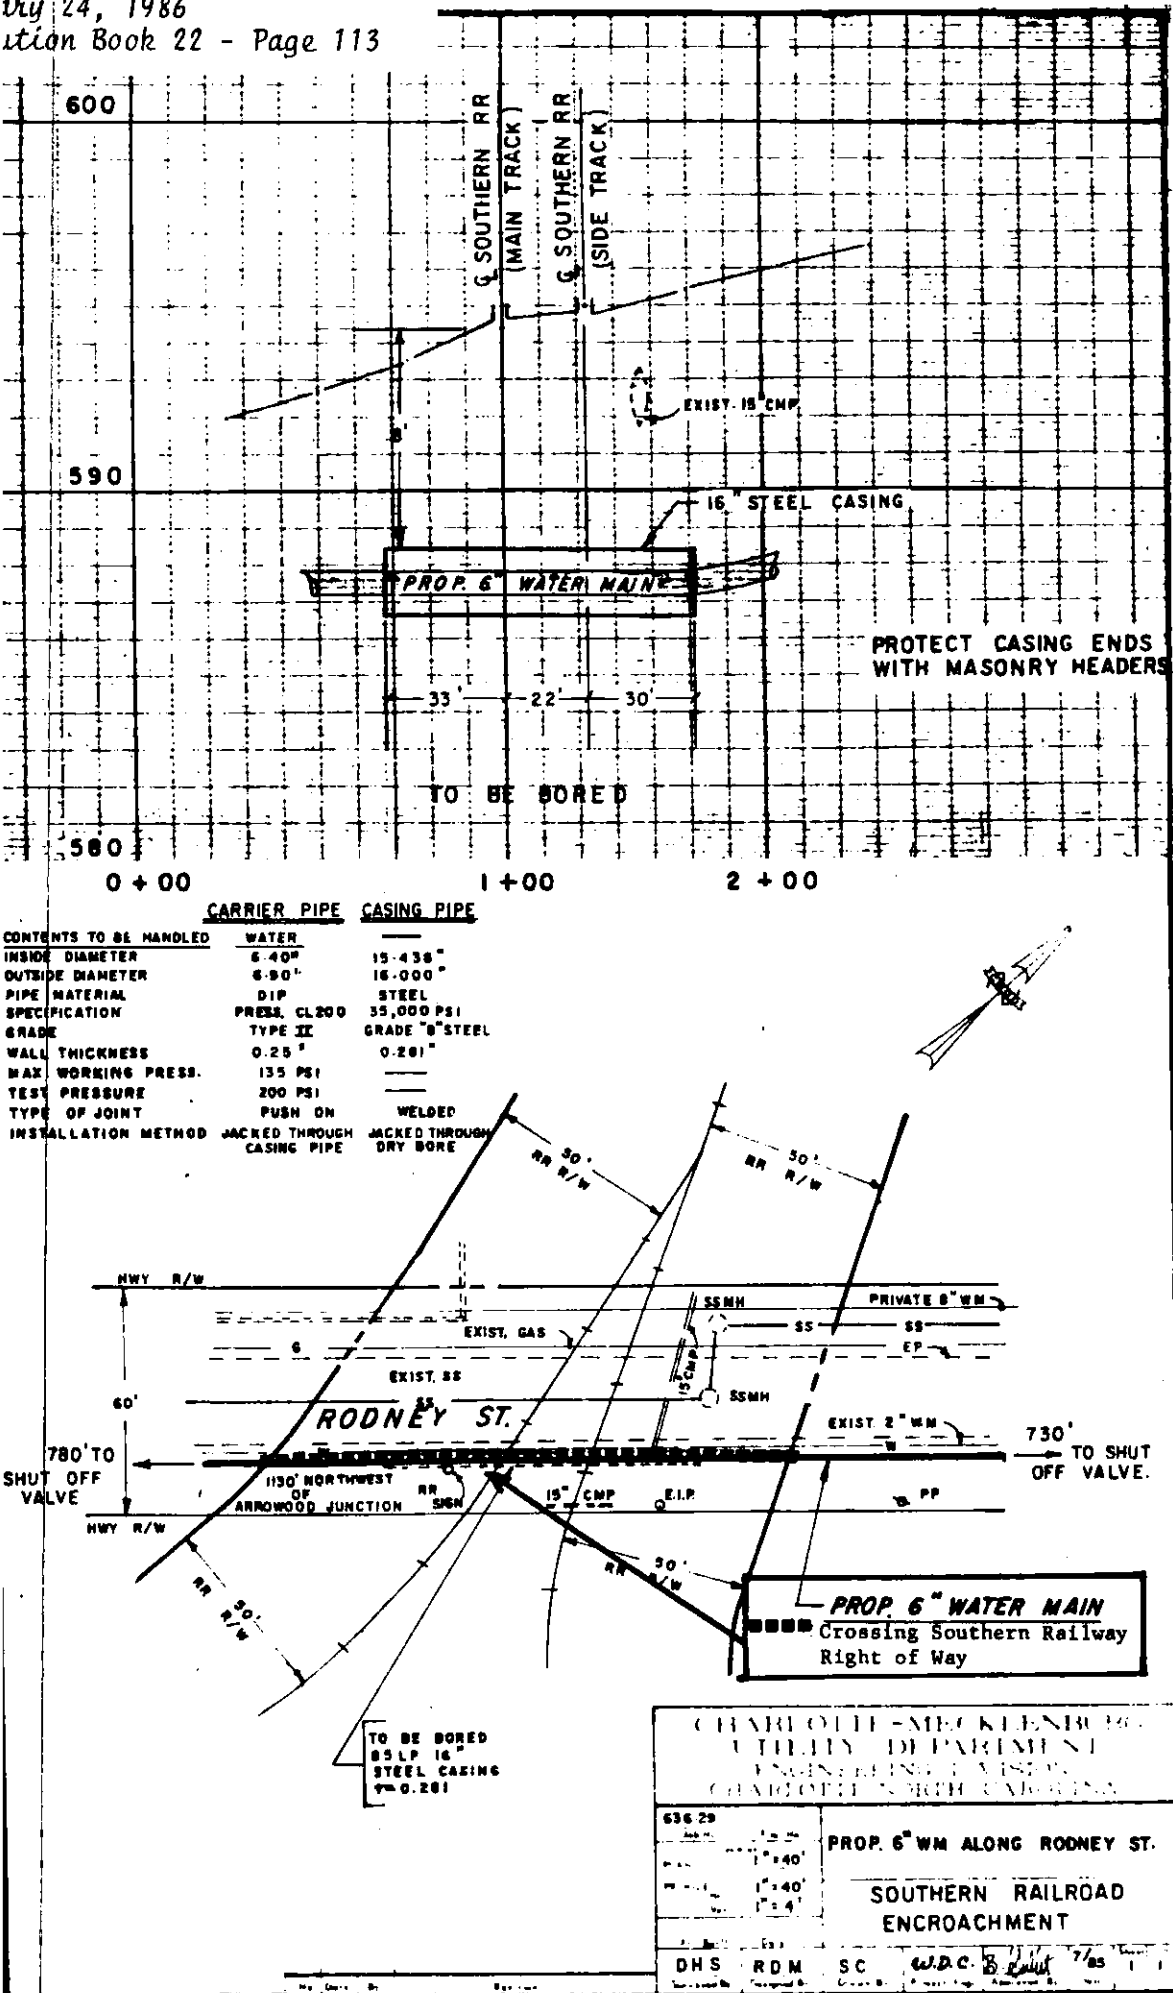 24, 1986
Book 22 - Page 113
600
℄ SOUTHERN RR
(MAIN TRACK)
℄ SOUTHERN RR
(SIDE TRACK)
EXIST. 15" CMP
8'
590
16" STEEL CASING
PROP. 6" WATER MAIN
PROTECT CASING ENDS
WITH MASONRY HEADERS
33' 22' 30'
TO BE BORED
580
0+00 1+00 2+00
CARRIER PIPE CASING PIPE
CONTENTS TO BE HANDLED WATER
INSIDE DIAMETER 6.40" 15.438"
OUTSIDE DIAMETER 6.90" 16.000"
PIPE MATERIAL DIP STEEL
SPECIFICATION PRESS. CL200 35,000 PSI
GRADE TYPE II GRADE "B" STEEL
WALL THICKNESS 0.25" 0.281"
MAX. WORKING PRESS. 135 PSI
TEST PRESSURE 200 PSI
TYPE OF JOINT PUSH ON WELDED
INSTALLATION METHOD JACKED THROUGH JACKED THROUGH
CASING PIPE DRY BORE
50'
RR R/W
50'
RR R/W
HWY R/W
SSMH
PRIVATE 8" WM
SS SS
EXIST. GAS
G
EP
15" CMP
EXIST. SS
SS
SSMH
60'
RODNEY ST.
EXIST 2" WM
W
780' TO
SHUT OFF
VALVE
730'
TO SHUT
OFF VALVE.
1130' NORTHWEST
OF
ARROWOOD JUNCTION
RR
SIGN
15" CMP
E.I.P.
PP
HWY R/W
50'
RR R/W
50'
RR R/W
PROP. 6" WATER MAIN
Crossing Southern Railway
Right of Way
TO BE BORED
85 LF 16"
STEEL CASING
T=0.281
CHARLOTTE-MECKLENBURG
UTILITY DEPARTMENT
ENGINEERING DIVISION
CHARLOTTE NORTH CAROLINA
636-29
1"=40'
1"=40'
1"=4'
PROP. 6" WM ALONG RODNEY ST.
SOUTHERN RAILROAD
ENCROACHMENT
DHS RDM SC W.D.C. 7/85